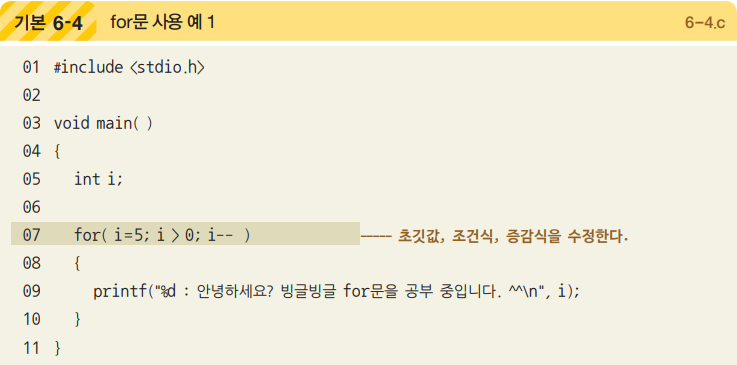 기본 6-4 for문 사용 예 1 6-4.c
01 #include <stdio.h>
02
03 void main( )
04 {
05 int i;
06
07 for( i=5; i > 0; i-- ) ----- 초깃값, 조건식, 증감식을 수정한다.
08 {
09 printf("%d : 안녕하세요? 빙글빙글 for문을 공부 중입니다. ^^\n", i);
10 }
11 }